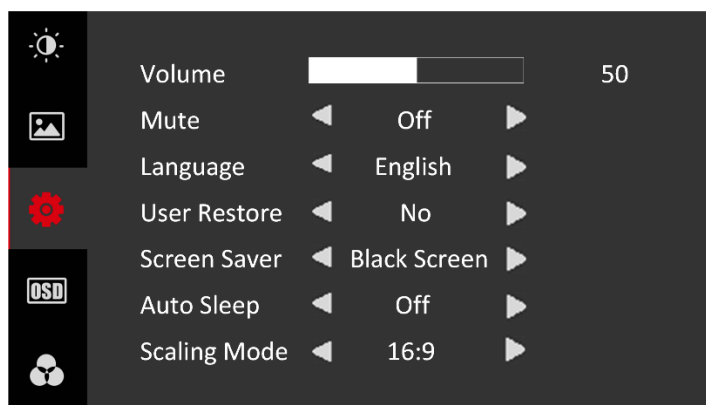 Volume 50
Mute Off
Language English
User Restore No
Screen Saver Black Screen
OSD
Auto Sleep Off
Scaling Mode 16:9